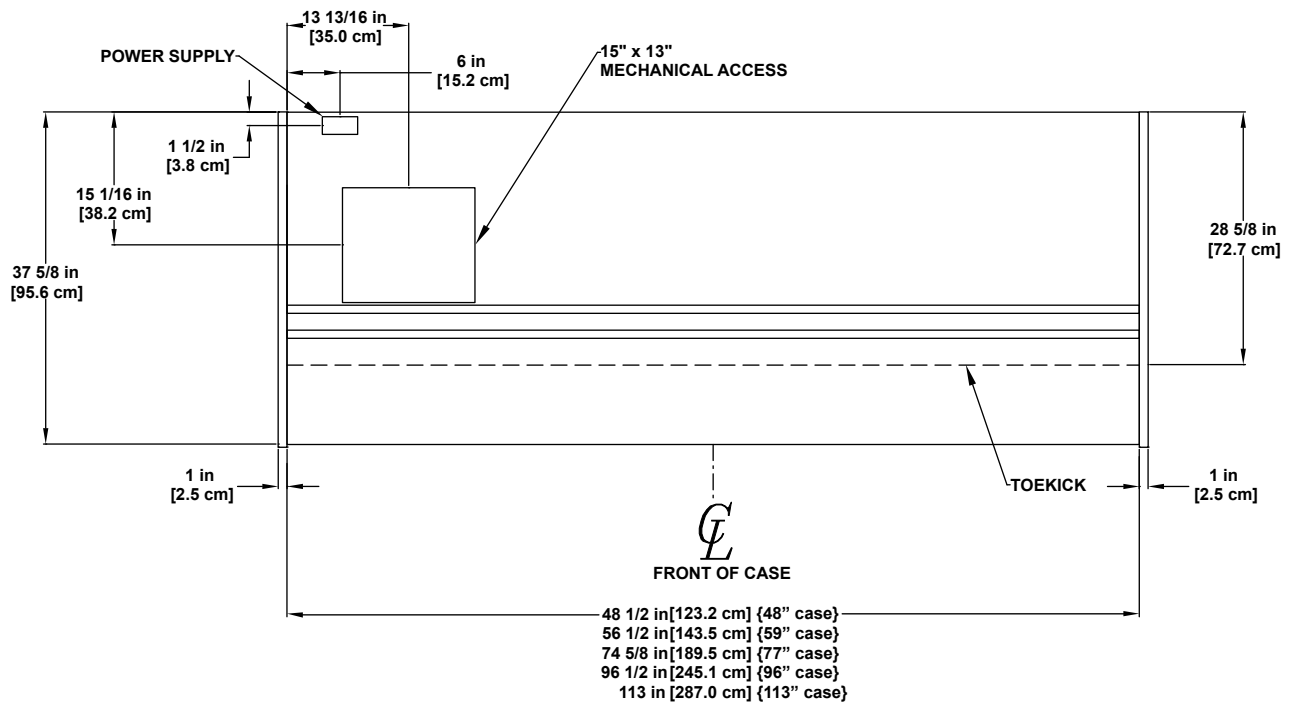 13 13/16 in
[35.0 cm]
POWER SUPPLY
6 in
[15.2 cm]
15" x 13"
MECHANICAL ACCESS
1 1/2 in
[3.8 cm]
15 1/16 in
[38.2 cm]
28 5/8 in
[72.7 cm]
37 5/8 in
[95.6 cm]
1 in
[2.5 cm]
TOEKICK
1 in
[2.5 cm]
CL
FRONT OF CASE
48 1/2 in[123.2 cm] {48” case}
56 1/2 in[143.5 cm] {59” case}
74 5/8 in[189.5 cm] {77” case}
96 1/2 in[245.1 cm] {96” case}
113 in [287.0 cm] {113” case}